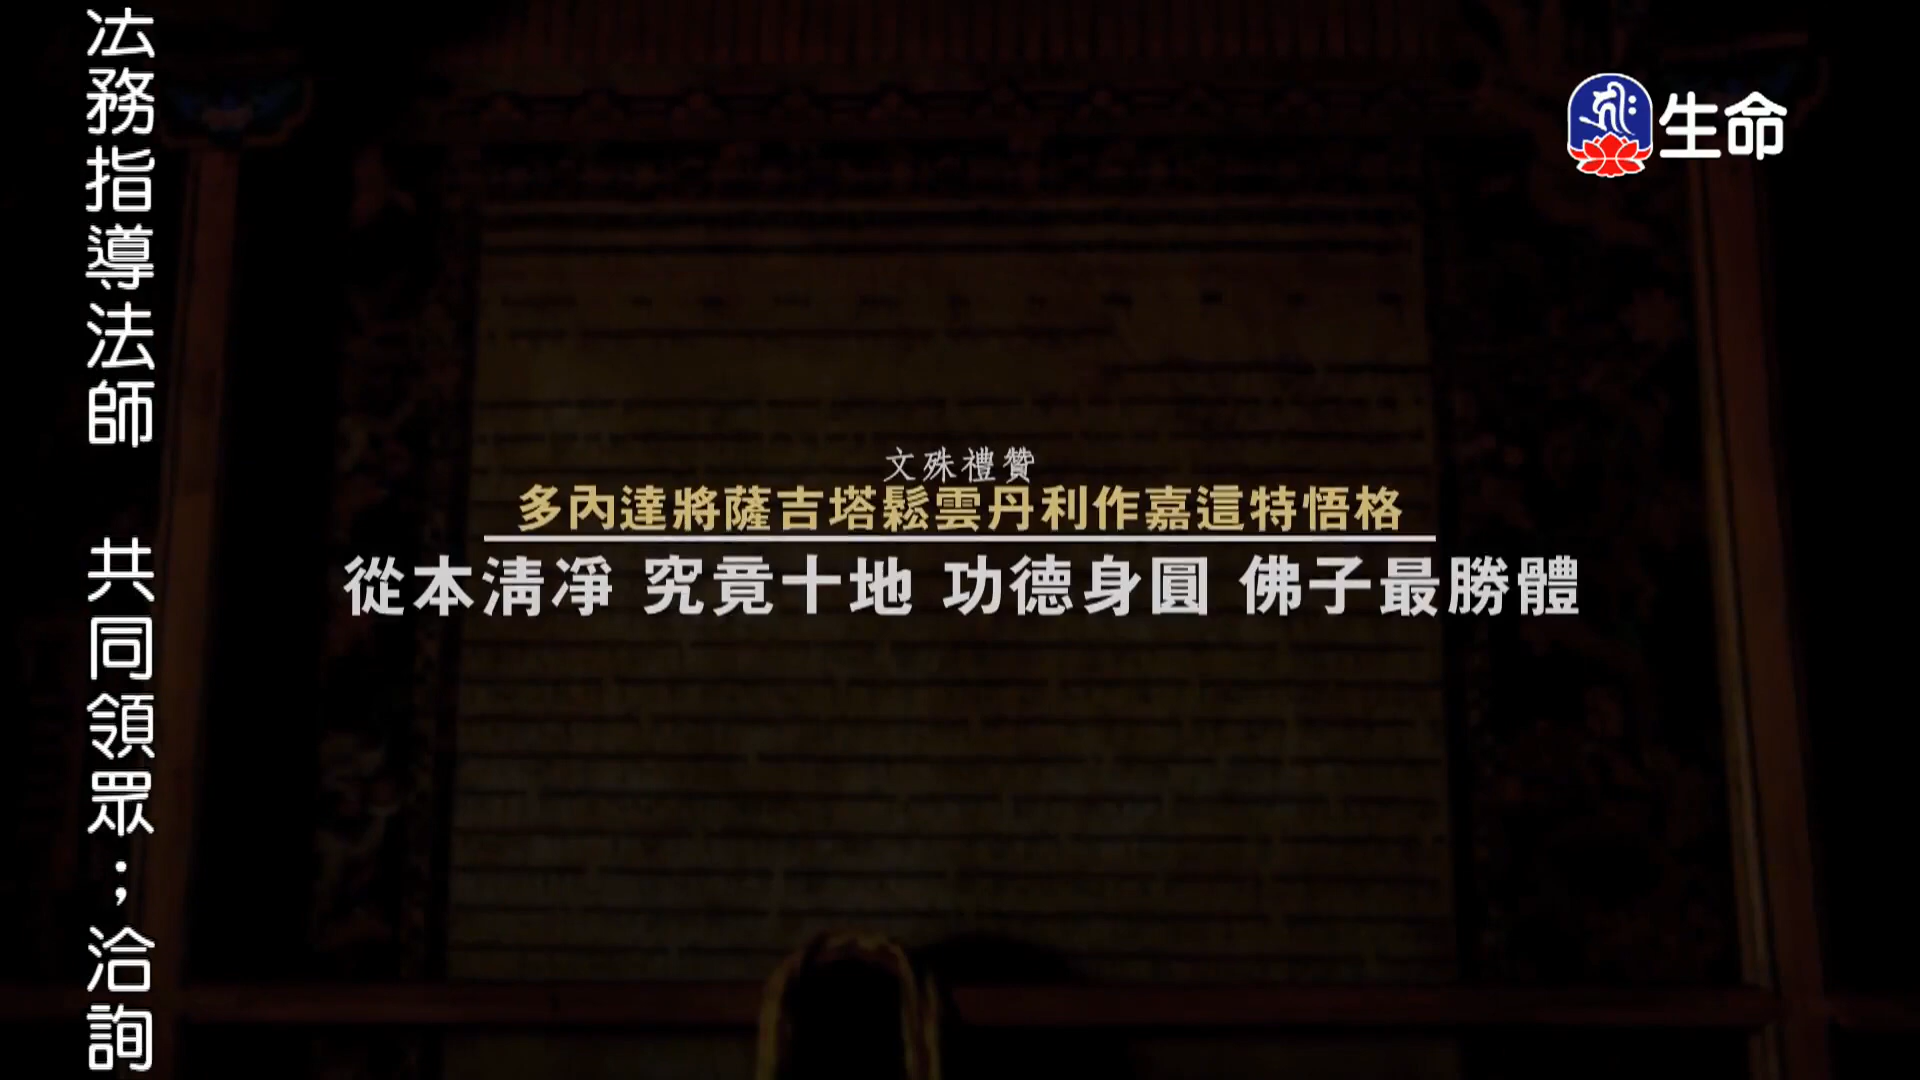 法務指導法師 共同領眾；洽詢
生命
文殊禮贊
多內達將薩吉塔鬆雲丹利作嘉這特悟格
從本清淨 究竟十地 功德身圓 佛子最勝體